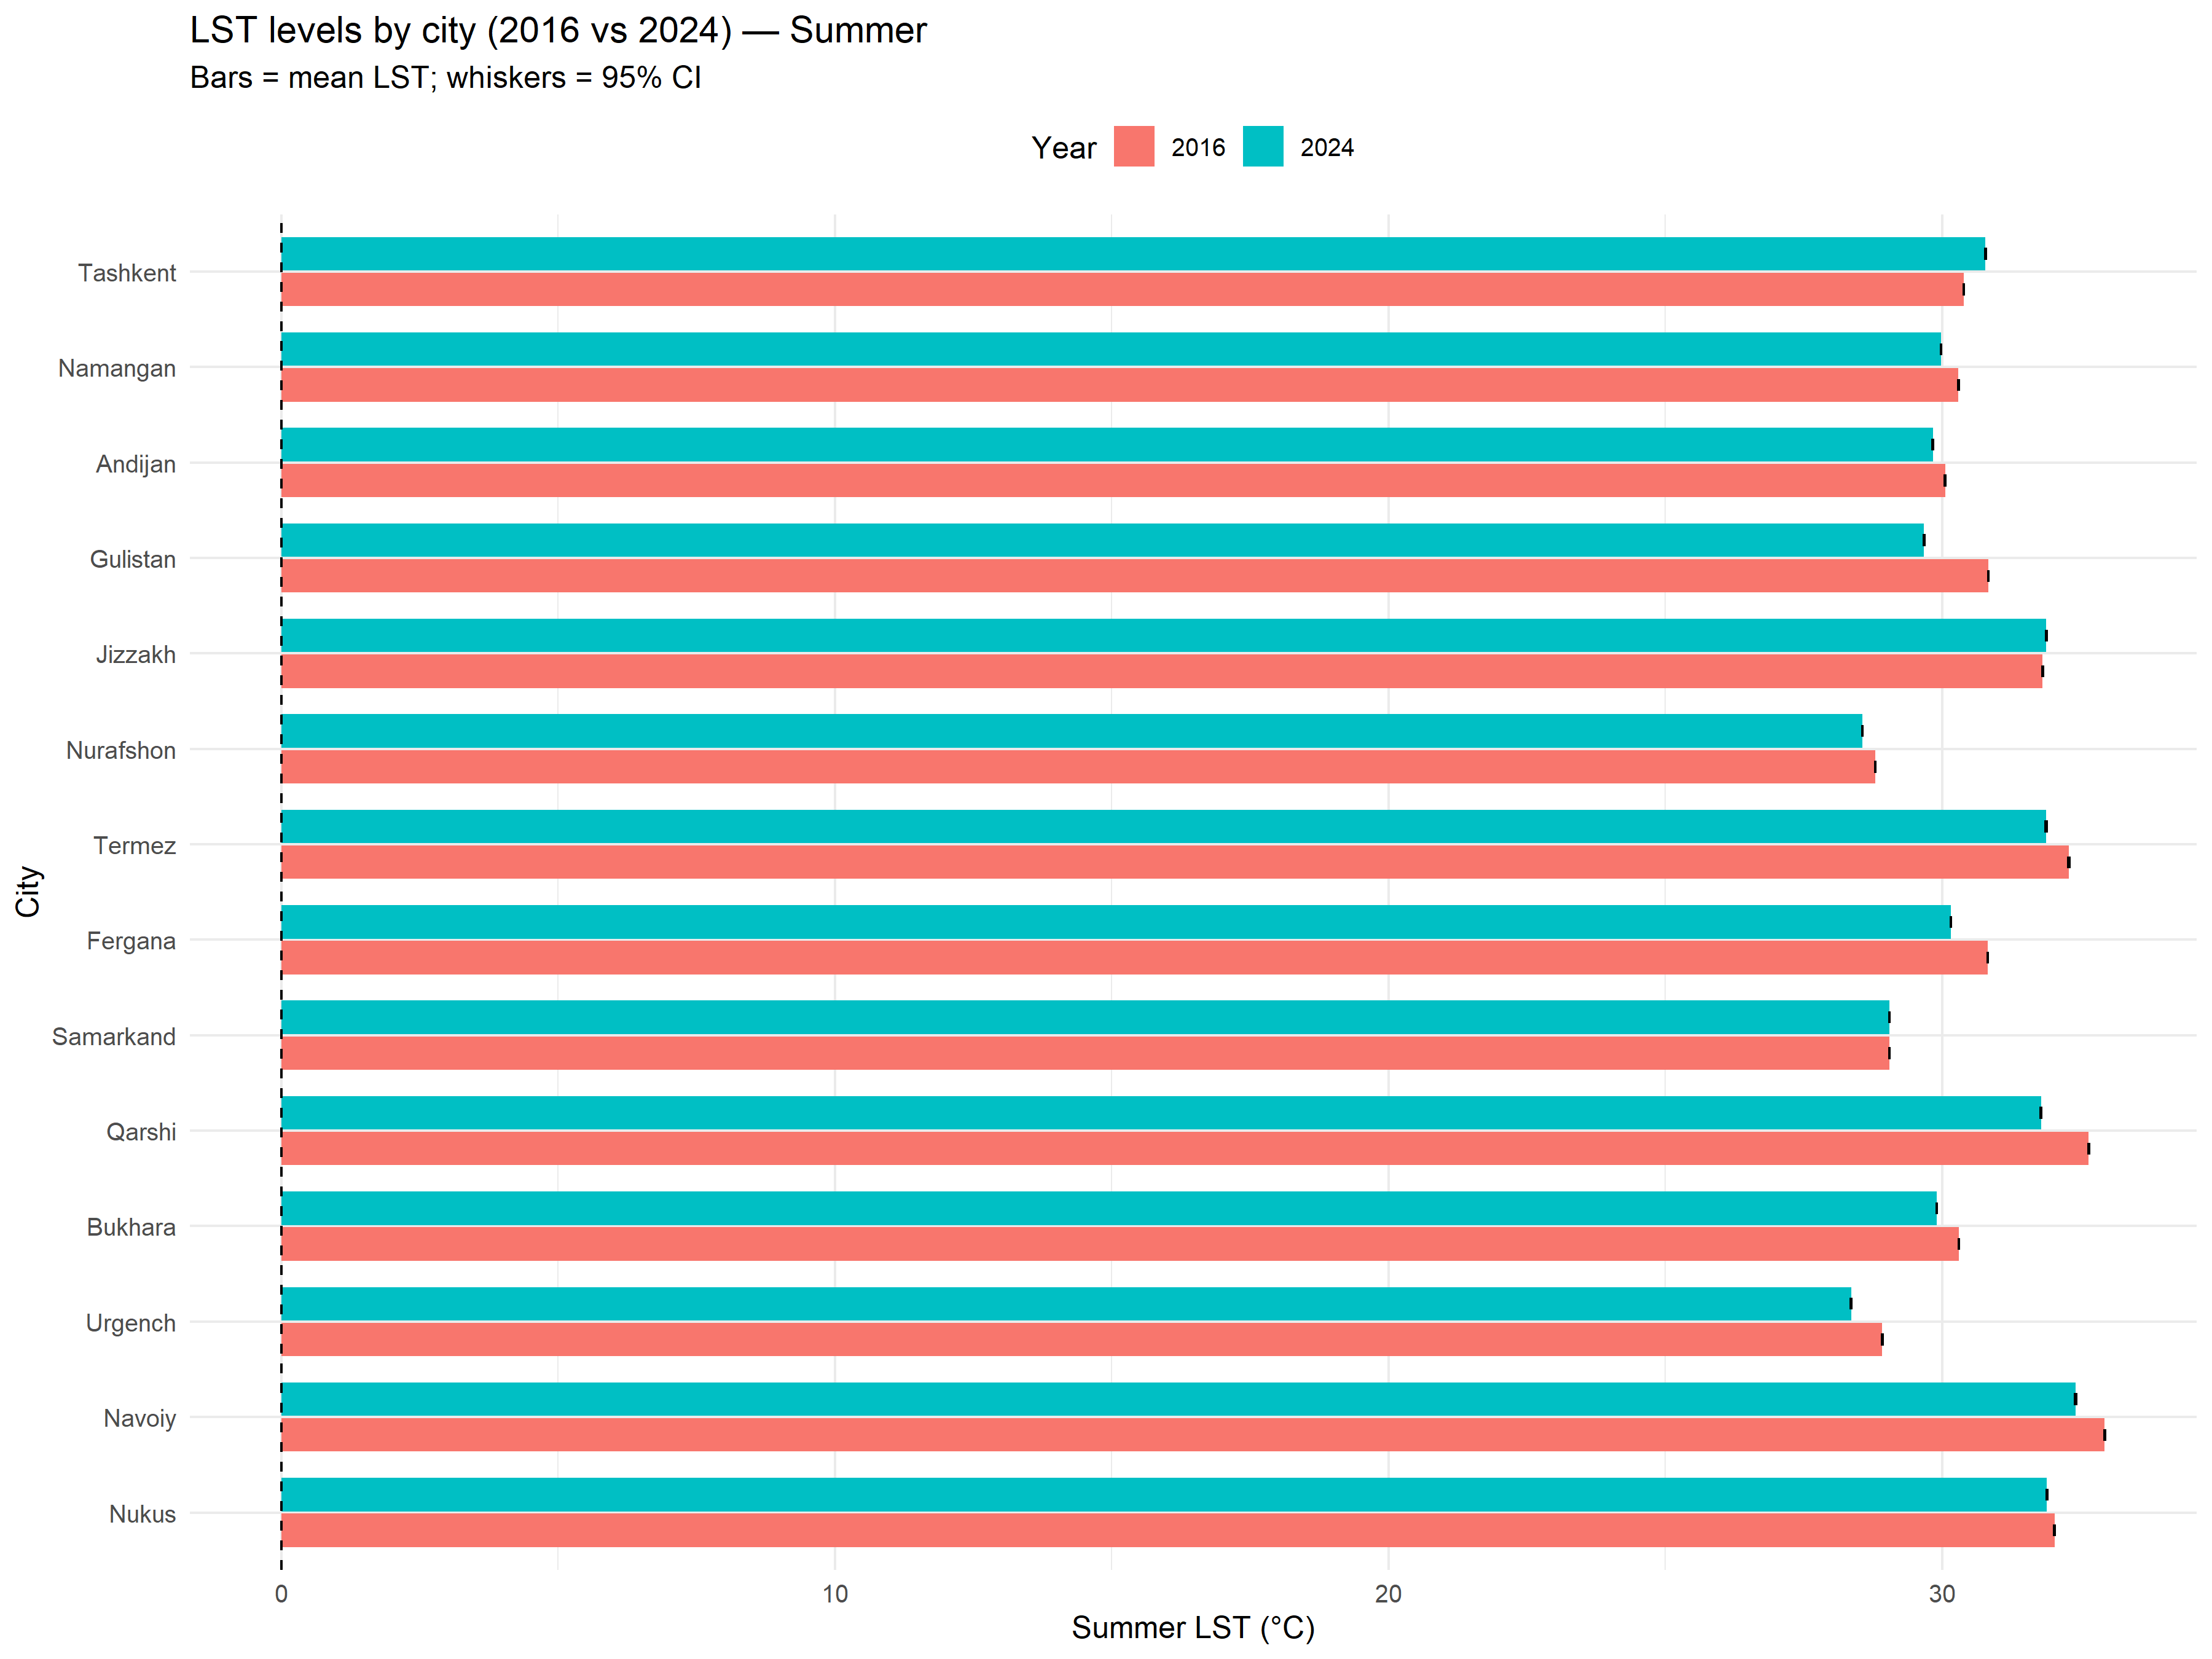 LST levels by city (2016 vs 2024) — Summer
Bars = mean LST; whiskers = 95% CI
Year 2016 2024
City
Tashkent
Namangan
Andijan
Gulistan
Jizzakh
Nurafshon
Termez
Fergana
Samarkand
Qarshi
Bukhara
Urgench
Navoiy
Nukus
0 10 20 30
Summer LST (°C)